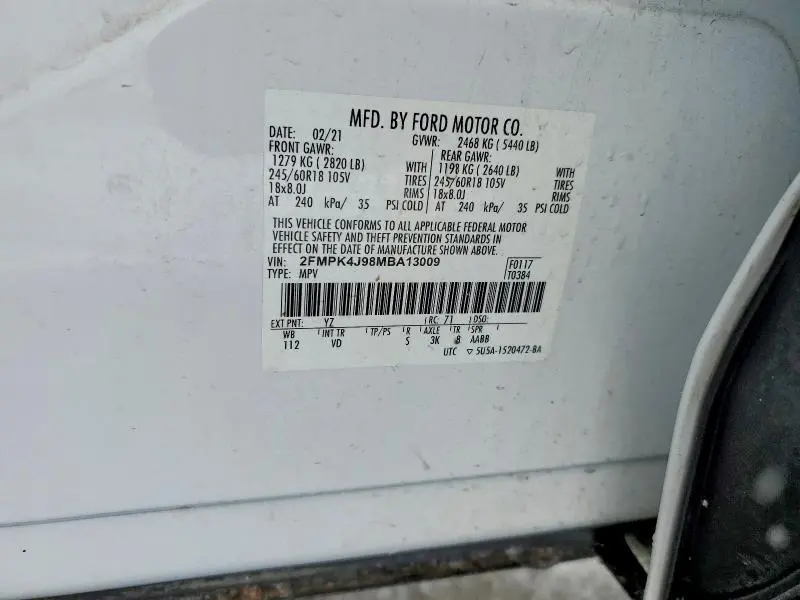 MFD. BY FORD MOTOR CO.
DATE: 02/21 GVWR: 2468 KG ( 5440 LB)
FRONT GAWR: REAR GAWR:
1279 KG ( 2820 LB) WITH 1198 KG ( 2640 LB) WITH
245/60R18 105V TIRES 245/60R18 105V TIRES
18x8.0J RIMS 18x8.0J RIMS
AT 240 kPa/ 35 PSI COLD AT 240 kPa/ 35 PSI COLD
THIS VEHICLE CONFORMS TO ALL APPLICABLE FEDERAL MOTOR
VEHICLE SAFETY AND THEFT PREVENTION STANDARDS IN
EFFECT ON THE DATE OF MANUFACTURE SHOWN ABOVE.
VIN: 2FMPK4J98MBA13009 F0117
TYPE: MPV T0384
EXT PNT: YZ RC: 71 DSO:
WB INT TR TP/PS R AXLE TR SPR
112 VD S 3K 8 AABB
UTC ▽ 5U5A-1520472-BA